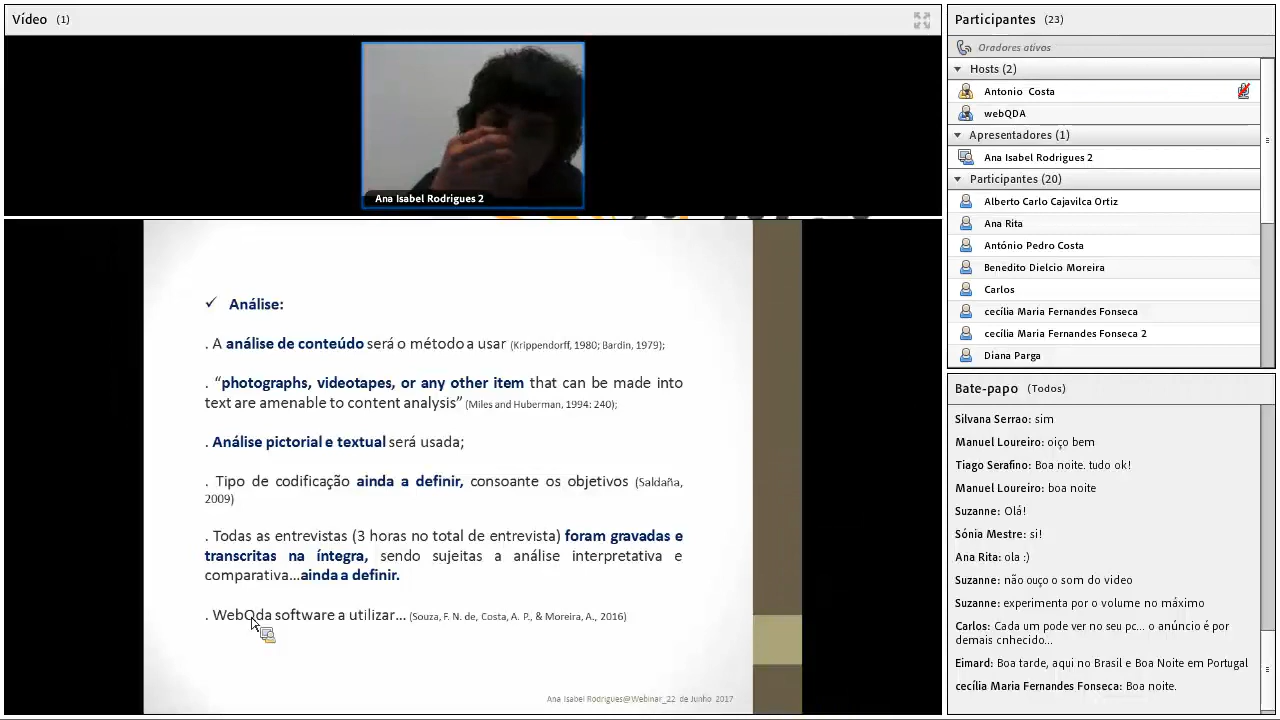 Vídeo (1)
Ana Isabel Rodrigues 2
✓ Análise:
. A análise de conteúdo será o método a usar (Krippendorff, 1980; Bardin, 1979);
. “photographs, videotapes, or any other item that can be made into
text are amenable to content analysis” (Miles and Huberman, 1994: 240);
. Análise pictorial e textual será usada;
. Tipo de codificação ainda a definir, consoante os objetivos (Saldaña,
2009)
. Todas as entrevistas (3 horas no total de entrevista) foram gravadas e
transcritas na íntegra, sendo sujeitas a análise interpretativa e
comparativa...ainda a definir.
. WebQda software a utilizar... (Souza, F. N. de, Costa, A. P., & Moreira, A., 2016)
Ana Isabel Rodrigues@Webinar_22 de Junho 2017
Participantes (23)
Oradores ativos
Hosts (2)
Antonio Costa
webQDA
Apresentadores (1)
Ana Isabel Rodrigues 2
Participantes (20)
Alberto Carlo Cajavilca Ortiz
Ana Rita
António Pedro Costa
Benedito Dielcio Moreira
Carlos
cecília Maria Fernandes Fonseca
cecília Maria Fernandes Fonseca 2
Diana Parga
Bate-papo (Todos)
Silvana Serrao: sim
Manuel Loureiro: oiço bem
Tiago Serafino: Boa noite. tudo ok!
Manuel Loureiro: boa noite
Suzanne: Olá!
Sónia Mestre: si!
Ana Rita: ola :)
Suzanne: não ouço o som do video
Suzanne: experimenta por o volume no máximo
Carlos: Cada um pode ver no seu pc... o anúncio é por
demais cnhecido...
Eimard: Boa tarde, aqui no Brasil e Boa Noite em Portugal
cecília Maria Fernandes Fonseca: Boa noite.